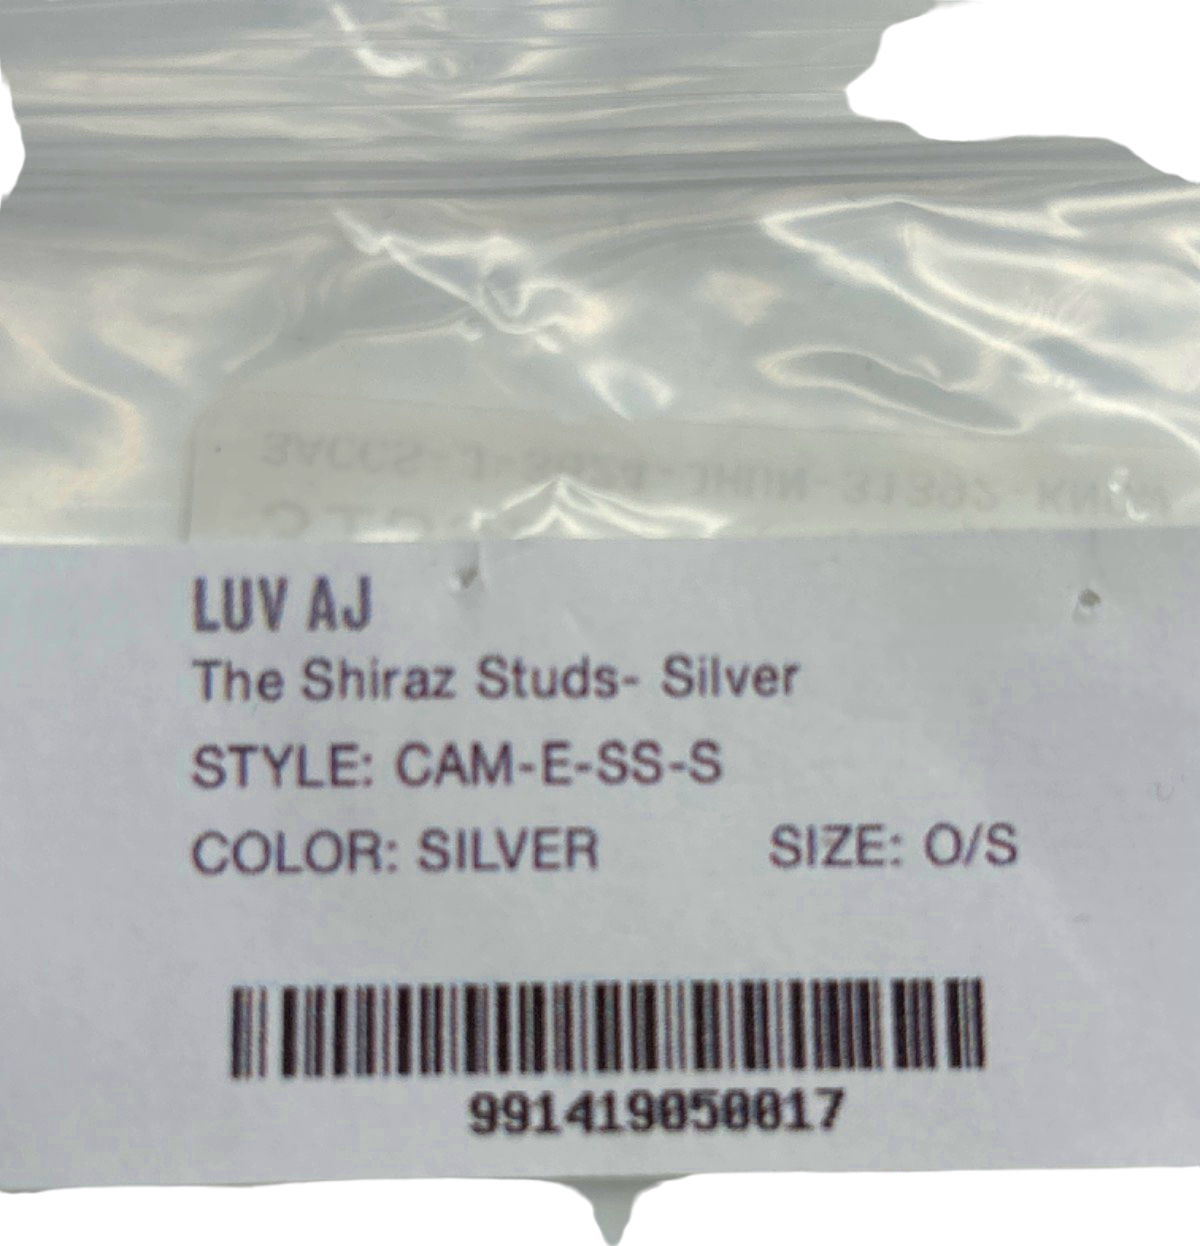 LUV AJ
The Shiraz Studs- Silver
STYLE: CAM-E-SS-S
COLOR: SILVER SIZE: O/S
991419050017